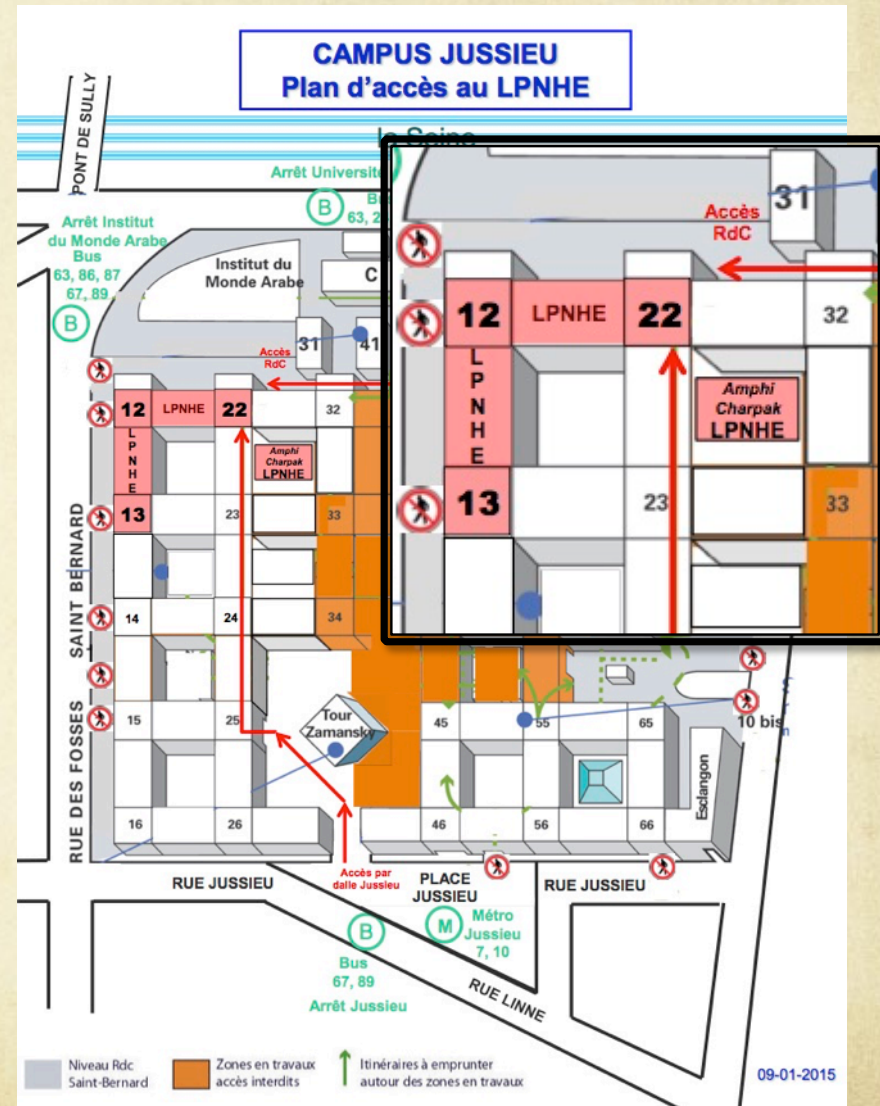 CAMPUS JUSSIEU
Plan d'accès au LPNHE
PONT DE SULLY
la Seine
Arrêt Université
B
63, 2
Arrêt Institut
du Monde Arabe
Bus
63, 86, 87
67, 89
B
Institut du
Monde Arabe
C
31
41
Accès
RdC
12
LPNHE
22
32
LPNHE
Amphi
Charpak
LPNHE
13
23
33
14
24
34
15
25
Tour
Zamansky
45
55
65
10 bis
16
26
46
56
66
Esclangon
RUE DES FOSSES SAINT BERNARD
31
Accès
RdC
12
LPNHE
22
32
LPNHE
Amphi
Charpak
LPNHE
13
23
33
RUE JUSSIEU
Accès par
dalle Jussieu
PLACE
JUSSIEU
RUE JUSSIEU
B
Bus
67, 89
Arrêt Jussieu
M
Métro
Jussieu
7, 10
RUE LINNE
Niveau Rdc
Saint-Bernard
Zones en travaux
accès interdits
Itinéraires à emprunter
autour des zones en travaux
09-01-2015